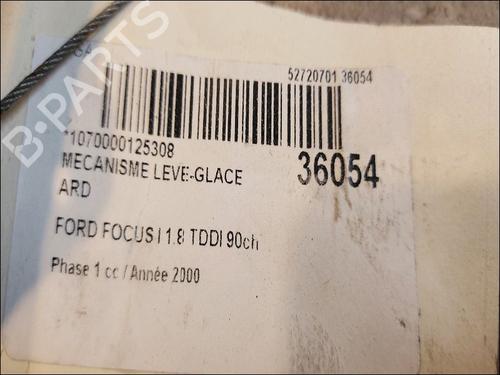 B-PARTS
52720701 36054
*1070000125308
MECANISME LEVE-GLACE
36054
ARD
FORD FOCUS I 1.8 TDDI 90ch
Phase 1 cc / Année 2000